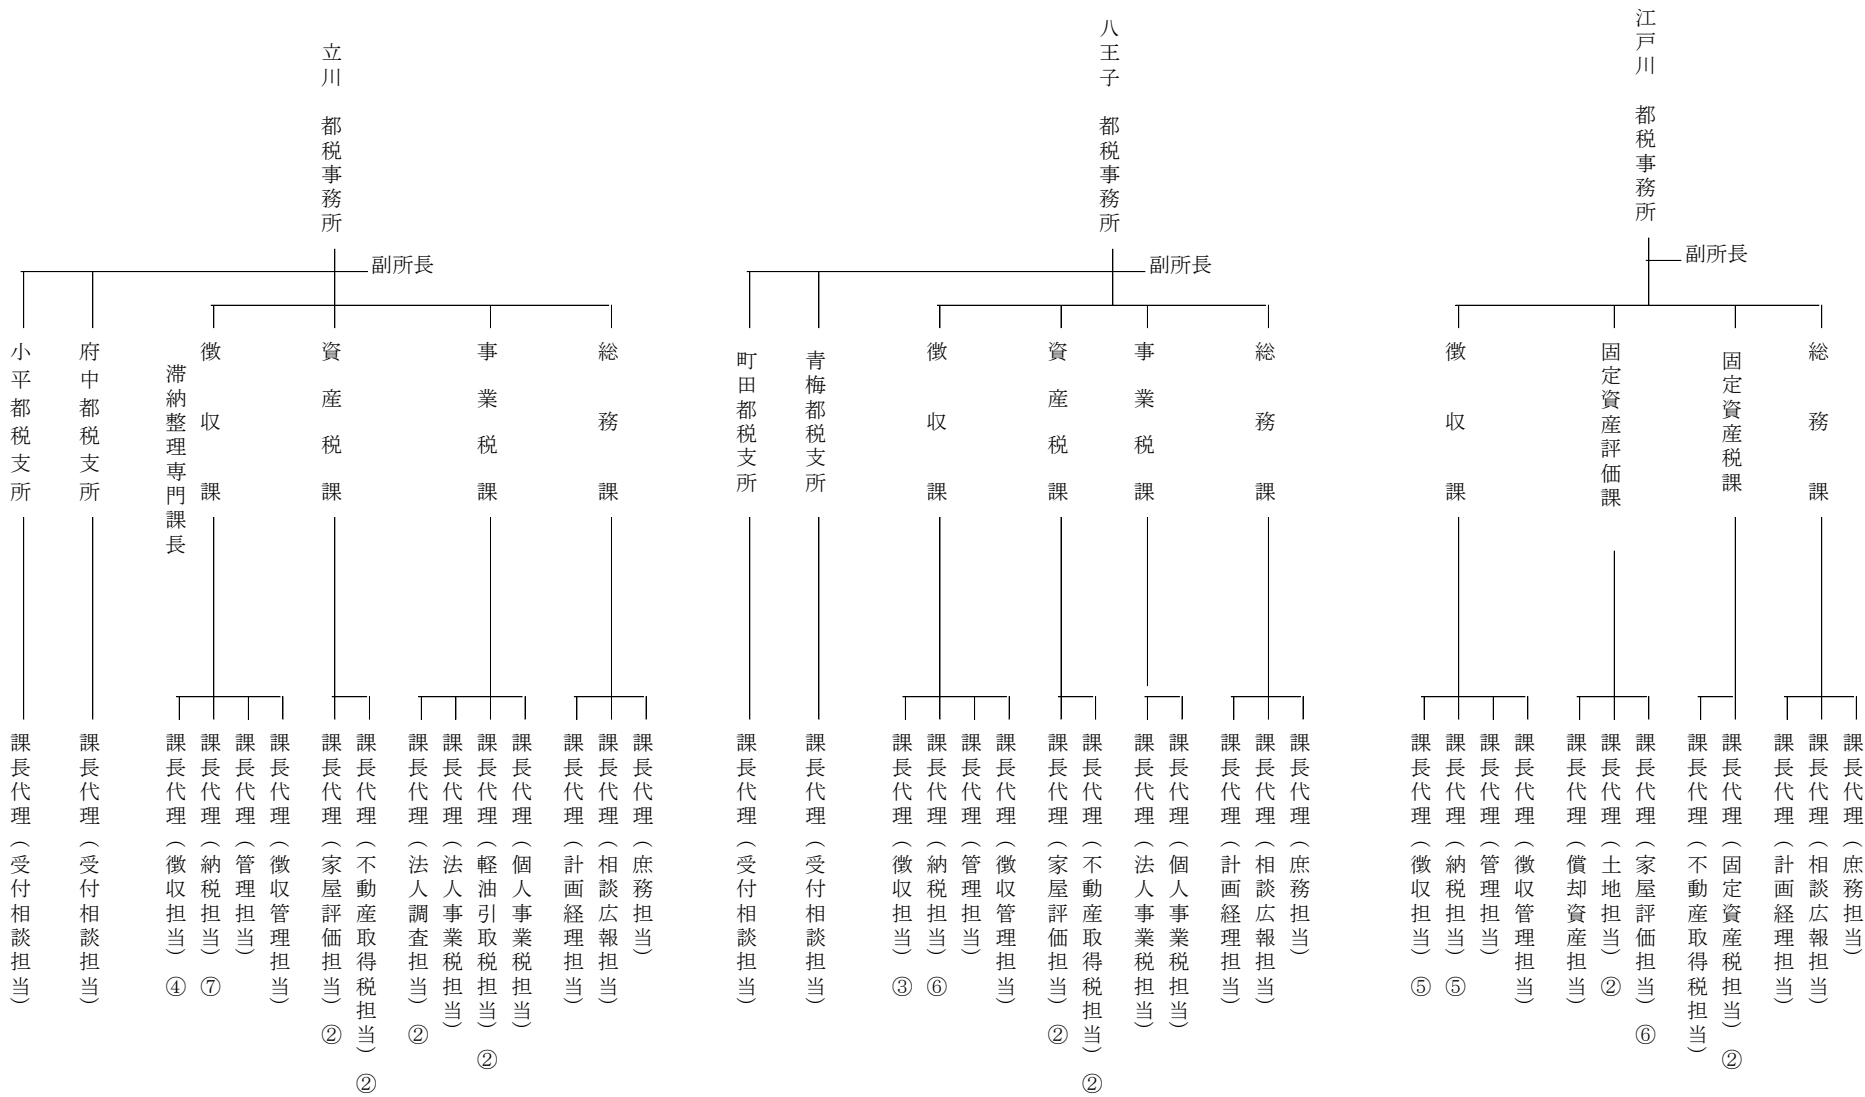 江戸川 都税事務所
副所長
総務課
課長代理（庶務担当）
課長代理（相談広報担当）
課長代理（計画経理担当）
固定資産税課
課長代理（固定資産税担当）②
課長代理（不動産取得税担当）
固定資産評価課
課長代理（家屋評価担当）⑥
課長代理（土地担当）②
課長代理（償却資産担当）
徴収課
課長代理（徴収管理担当）
課長代理（管理担当）
課長代理（納税担当）⑤
課長代理（徴収担当）⑤
八王子 都税事務所
副所長
総務課
課長代理（庶務担当）
課長代理（相談広報担当）
課長代理（計画経理担当）
事業税課
課長代理（個人事業税担当）
課長代理（法人事業税担当）
資産税課
課長代理（不動産取得税担当）②
課長代理（家屋評価担当）②
徴収課
課長代理（徴収管理担当）
課長代理（管理担当）
課長代理（納税担当）⑥
課長代理（徴収担当）③
青梅都税支所
課長代理（受付相談担当）
町田都税支所
課長代理（受付相談担当）
立川 都税事務所
副所長
総務課
課長代理（庶務担当）
課長代理（相談広報担当）
課長代理（計画経理担当）
事業税課
課長代理（個人事業税担当）
課長代理（軽油引取税担当）②
課長代理（法人事業税担当）
課長代理（法人調査担当）②
資産税課
課長代理（不動産取得税担当）②
課長代理（家屋評価担当）②
徴収課
滞納整理専門課長
課長代理（徴収管理担当）
課長代理（管理担当）
課長代理（納税担当）⑦
課長代理（徴収担当）④
府中都税支所
課長代理（受付相談担当）
小平都税支所
課長代理（受付相談担当）